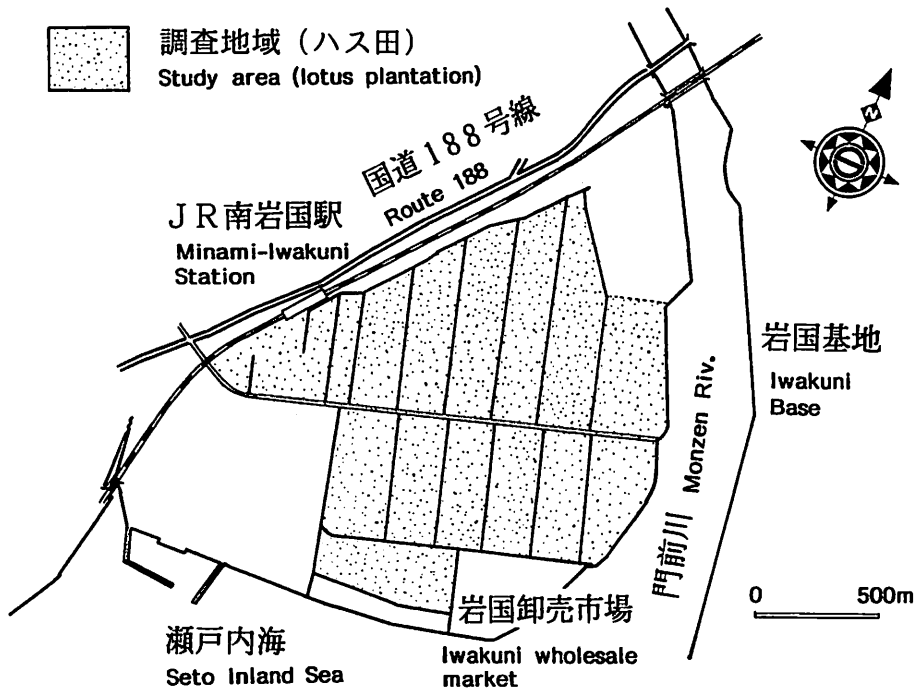 調査地域（ハス田）
Study area (lotus plantation)
国道188号線
Route 188
JR南岩国駅
Minami-Iwakuni
Station
N
岩国基地
Iwakuni
Base
門前川 Monzen Riv.
0 500m
岩国卸売市場
Iwakuni wholesale
market
瀬戸内海
Seto Inland Sea